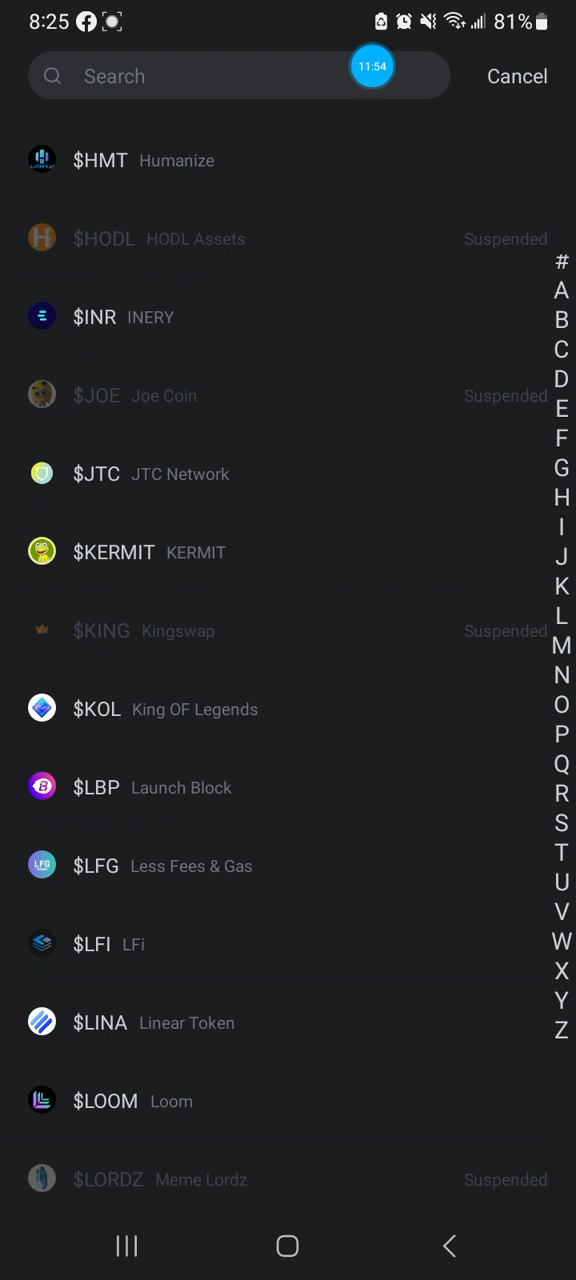 8:25 81%
Search 11:54 Cancel
$HMT Humanize
$HODL HODL Assets Suspended
$INR INERY
$JOE Joe Coin Suspended
$JTC JTC Network
$KERMIT KERMIT
$KING Kingswap Suspended
$KOL King OF Legends
$LBP Launch Block
LFG $LFG Less Fees & Gas
$LFI LFi
$LINA Linear Token
$LOOM Loom
$LORDZ Meme Lordz Suspended
#
A
B
C
D
E
F
G
H
I
J
K
L
M
N
O
P
Q
R
S
T
U
V
W
X
Y
Z